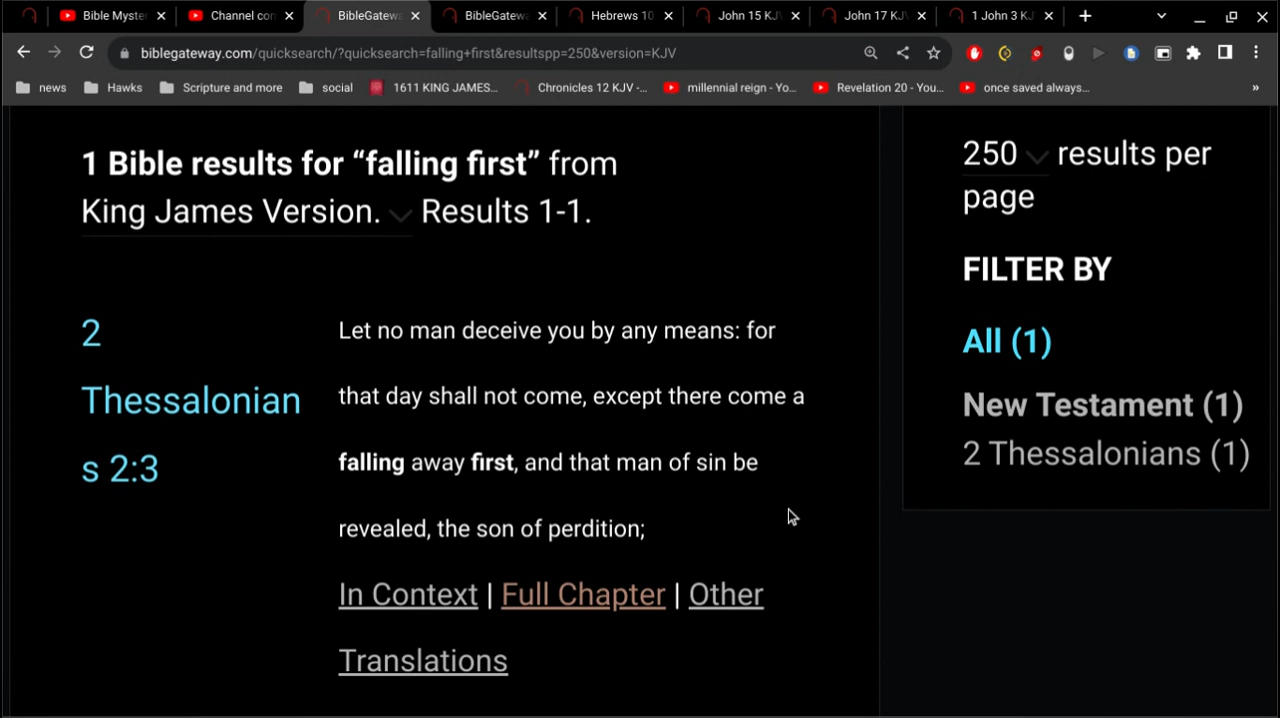 Bible Myste
Channel con
BibleGatewa
BibleGatewa
Hebrews 10
John 15 KJ
John 17 KJ
1 John 3 KJ
biblegateway.com/quicksearch/?quicksearch=falling+first&resultspp=250&version=KJV
news
Hawks
Scripture and more
social
1611 KING JAMES...
Chronicles 12 KJV -...
millennial reign - Yo...
Revelation 20 - You...
once saved always...
»
1 Bible results for “falling first” from
King James Version. Results 1-1.
2
Thessalonian
s 2:3
Let no man deceive you by any means: for
that day shall not come, except there come a
falling away first, and that man of sin be
revealed, the son of perdition;
In Context | Full Chapter | Other
Translations
250 results per
page
FILTER BY
All (1)
New Testament (1)
2 Thessalonians (1)